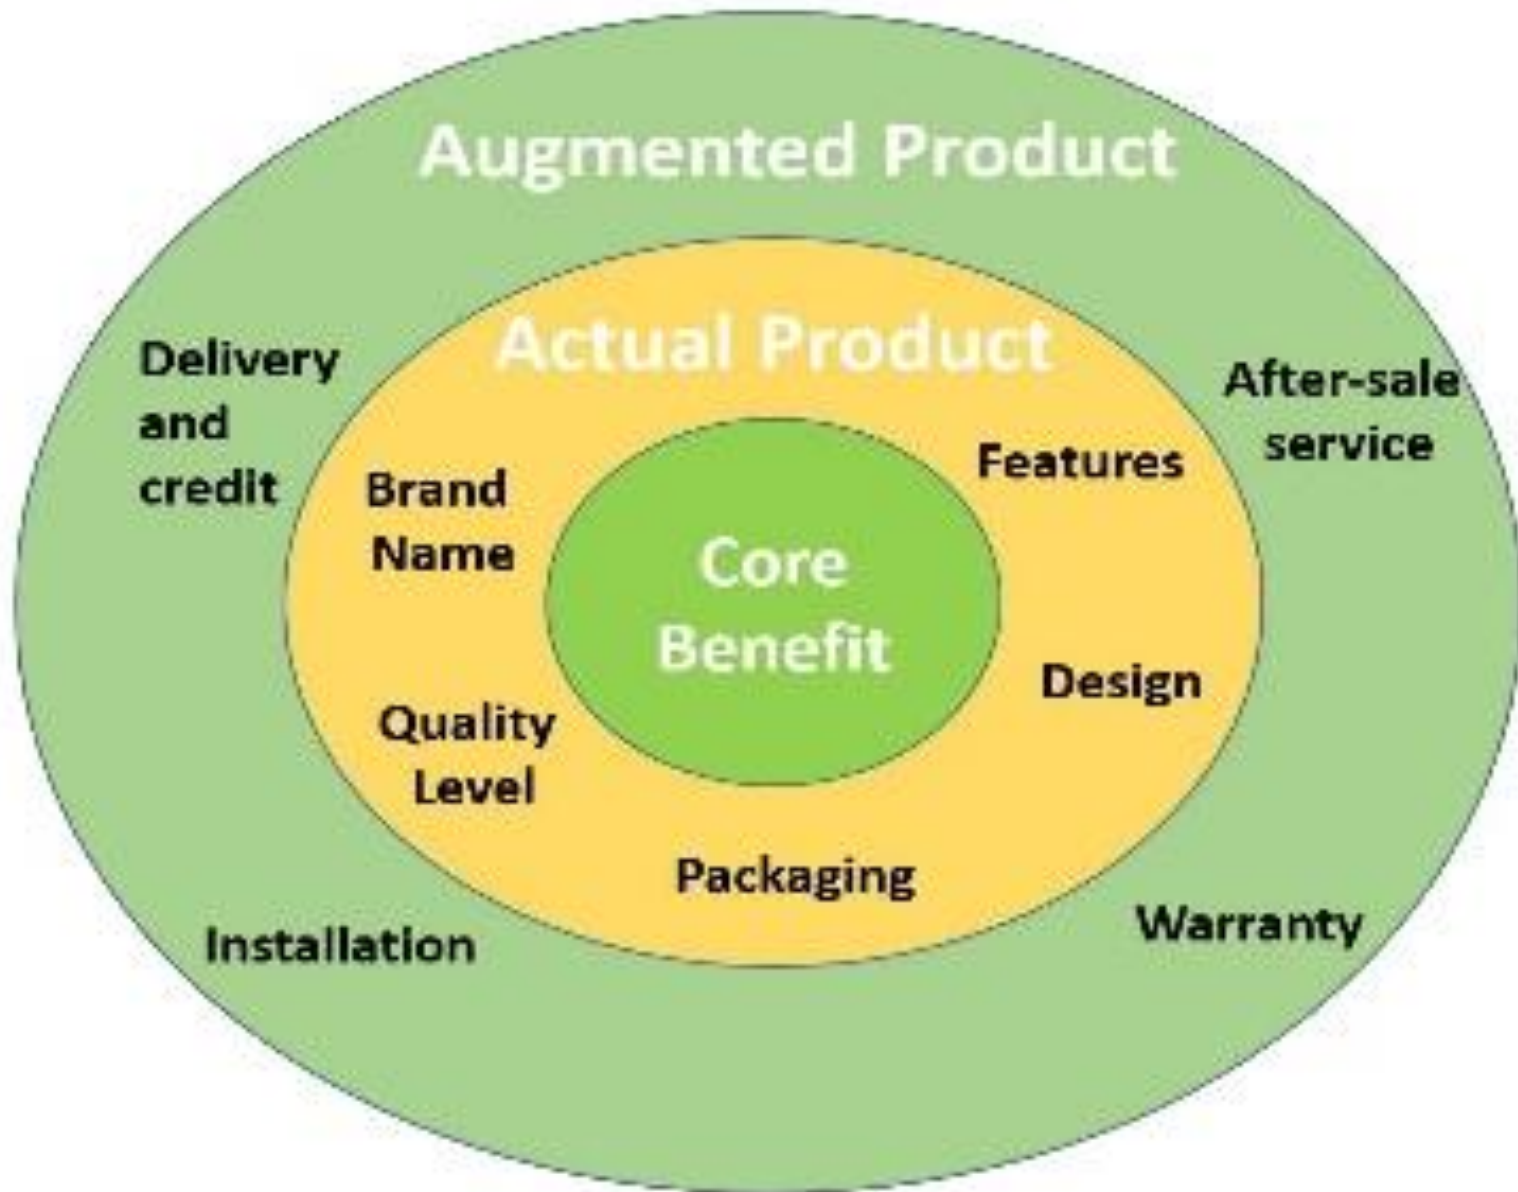 Augmented Product
Actual Product
Delivery
and
credit
After-sale
service
Brand
Name
Features
Core
Benefit
Quality
Level
Design
Packaging
Installation
Warranty